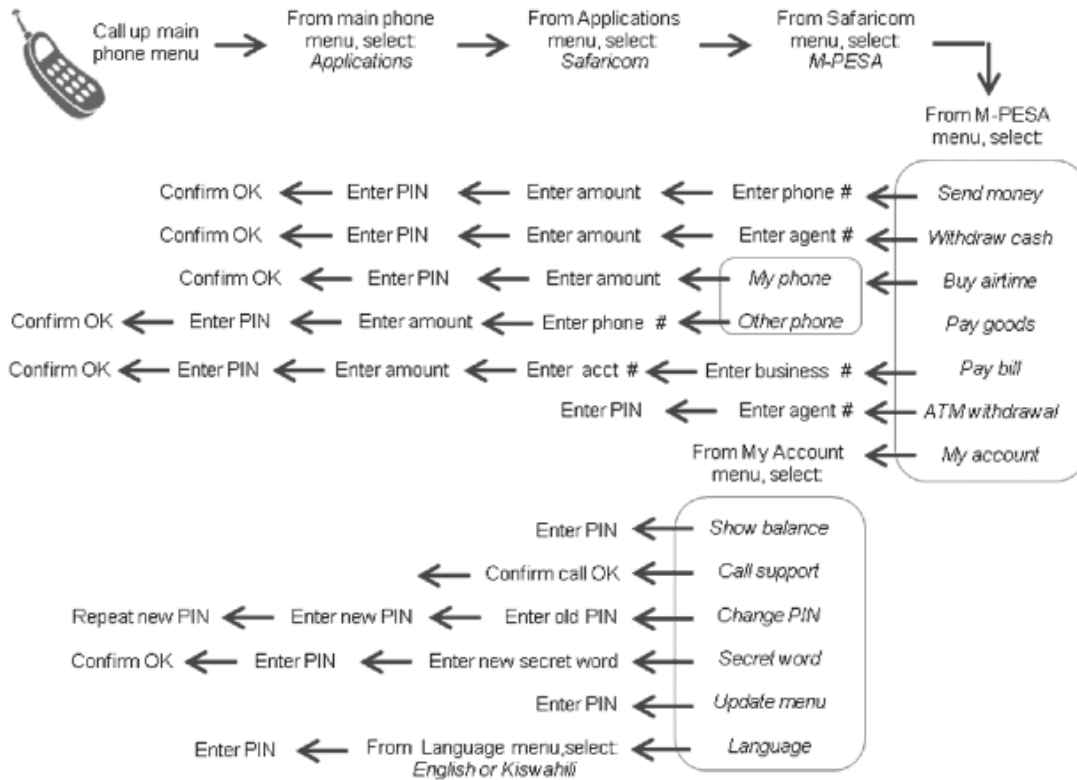 Call up main
phone menu
From main phone
menu, select:
Applications
From Applications
menu, select:
Safaricom
From Safaricom
menu, select:
M-PESA
From M-PESA
menu, select:
Confirm OK Enter PIN Enter amount Enter phone # Send money
Confirm OK Enter PIN Enter amount Enter agent # Withdraw cash
Confirm OK Enter PIN Enter amount My phone Buy airtime
Confirm OK Enter PIN Enter amount Enter phone # Other phone Pay goods
Confirm OK Enter PIN Enter amount Enter acct # Enter business # Pay bill
Enter PIN Enter agent # ATM withdrawal
From My Account
menu, select:
My account
Enter PIN Show balance
Confirm call OK Call support
Repeat new PIN Enter new PIN Enter old PIN Change PIN
Confirm OK Enter PIN Enter new secret word Secret word
Enter PIN Update menu
Enter PIN From Language menu,select: Language
English or Kiswahili